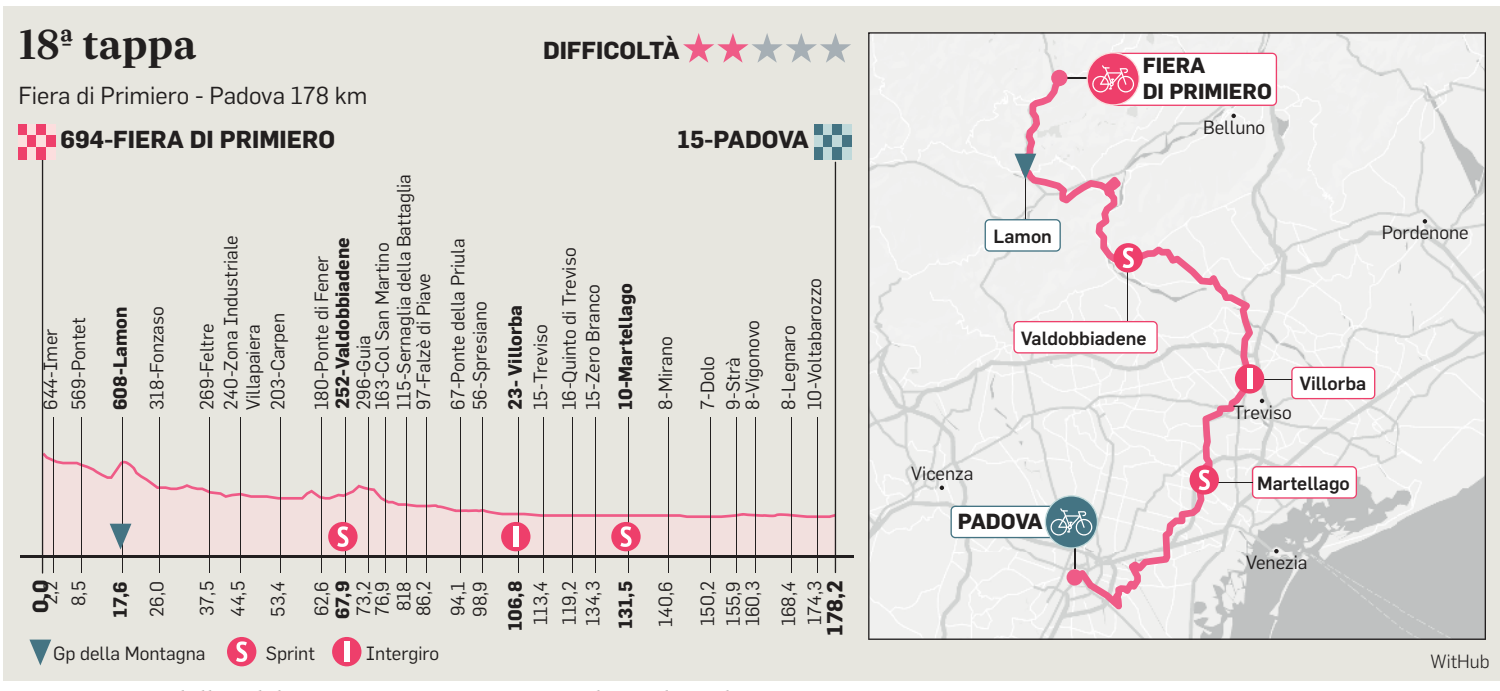 18ª tappa
DIFFICOLTÀ
Fiera di Primiero - Padova 178 km
694-FIERA DI PRIMIERO
15-PADOVA
644-Imer
569-Pontet
608-Lamon
318-Fonzaso
269-Feltre
240-Zona Industriale
Villapaiera
203-Carpen
180-Ponte di Fener
252-Valdobbiadene
296-Guia
163-Col San Martino
115-Sernaglia della Battaglia
97-Falzè di Piave
67-Ponte della Priula
56-Spresiano
23- Villorba
15-Treviso
16-Quinto di Treviso
15-Zero Branco
10-Martellago
8-Mirano
7-Dolo
9-Strà
8-Vigonovo
8-Legnaro
10-Voltabarozzo
S
I
S
0,0
2,2
8,5
17,6
26,0
37,5
44,5
53,4
62,6
67,9
73,2
76,9
818
86,2
94,1
98,9
106,8
113,4
119,2
134,3
131,5
140,6
150,2
155,9
160,3
168,4
174,3
178,2
Gp della Montagna
S Sprint
I Intergiro
FIERA
DI PRIMIERO
Belluno
Lamon
Pordenone
S
Valdobbiadene
I
Villorba
Treviso
Vicenza
S
Martellago
PADOVA
Venezia
WitHub